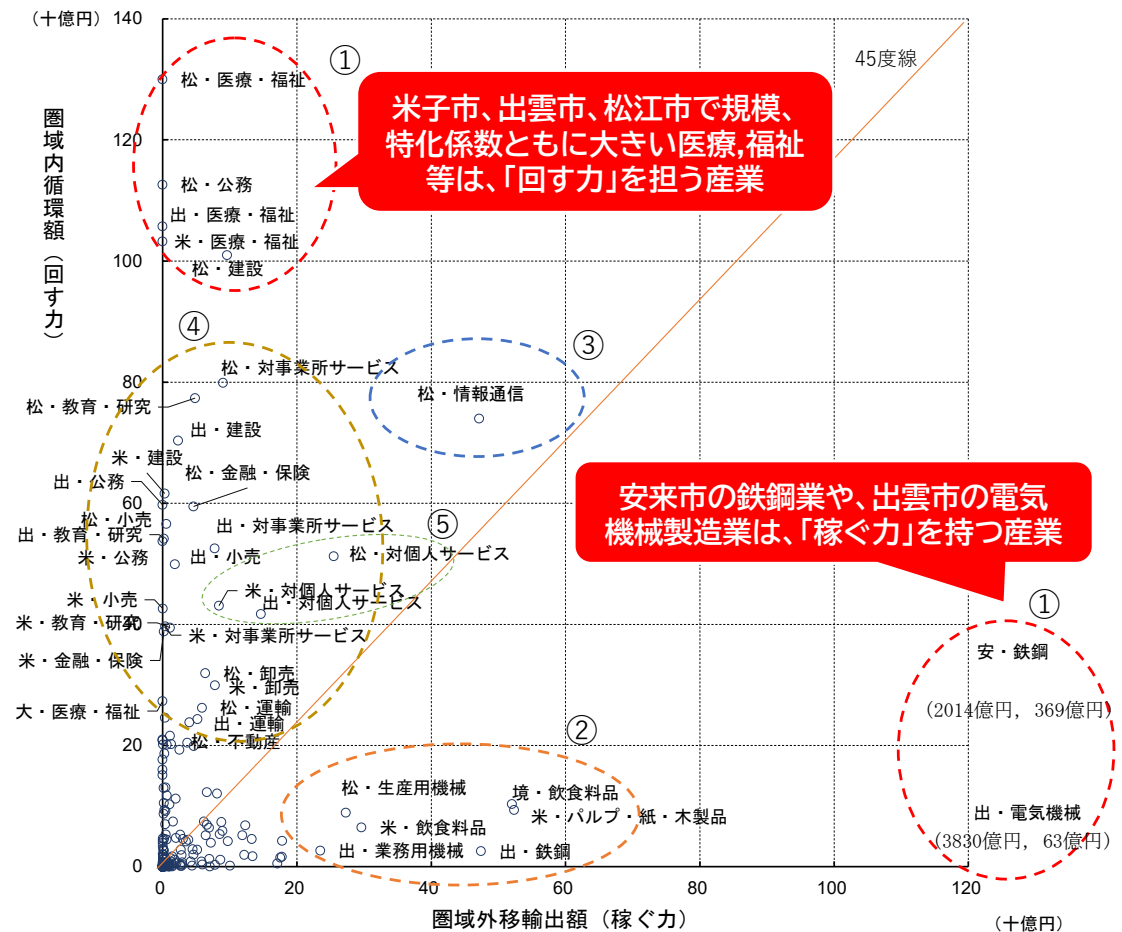 （十億円）
140
120
100
80
60
40
20
0
圏域内循環額（回す力）
①
45度線
松・医療・福祉
米子市、出雲市、松江市で規模、
特化係数ともに大きい医療,福祉
等は、「回す力」を担う産業
松・公務
出・医療・福祉
米・医療・福祉
松・建設
④
③
松・対事業所サービス
松・情報通信
松・教育・研究
出・建設
米・建設
松・金融・保険
出・公務
安来市の鉄鋼業や、出雲市の電気
機械製造業は、「稼ぐ力」を持つ産業
松・小売
出・対事業所サービス
⑤
出・教育・研究
米・公務
出・小売
松・対個人サービス
米・対個人サービス
出・対個人サービス
米・小売
米・教育・研究
米・対事業所サービス
米・金融・保険
①
安・鉄鋼
松・卸売
米・卸売
大・医療・福祉
松・運輸
（2014億円, 369億円）
出・運輸
②
松・不動産
松・生産用機械
境・飲食料品
米・パルプ・紙・木製品
出・電気機械
米・飲食料品
（3830億円, 63億円）
出・業務用機械
出・鉄鋼
0
20
40
60
80
100
120
圏域外移輸出額（稼ぐ力）
（十億円）